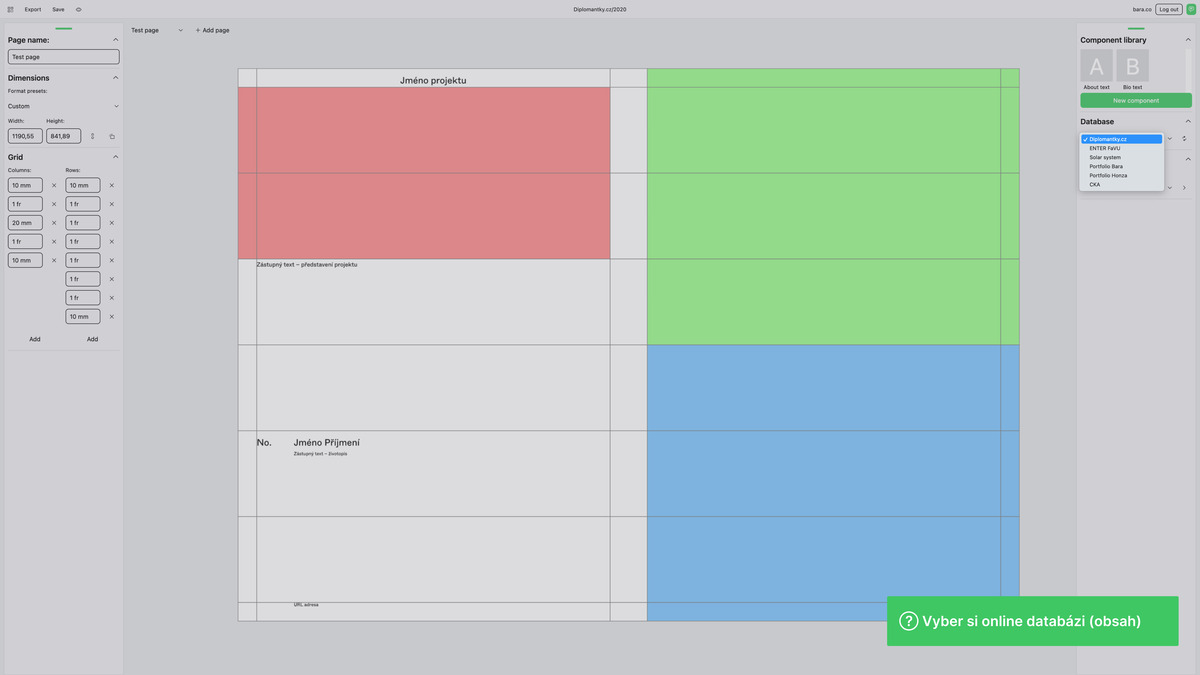 Export Save
Diplomantky.cz/2020
bara.co Log out
Page name:
Test page
Dimensions
Format presets:
Custom
Width: Height:
1190,55 841,89
Grid
Columns: Rows:
10 mm × 10 mm ×
1 fr × 1 fr ×
20 mm × 1 fr ×
1 fr × 1 fr ×
10 mm × 1 fr ×
1 fr ×
1 fr ×
10 mm ×
Add Add
Test page + Add page
Jméno projektu
Zástupný text – představení projektu
No. Jméno Příjmení
Zástupný text – životopis
URL adresa
Component library
A B
About text Bio text
New component
Database
✓ Diplomantky.cz
ENTER FaVU
Solar system
Portfolio Bara
Portfolio Honza
CKA
? Vyber si online databázi (obsah)